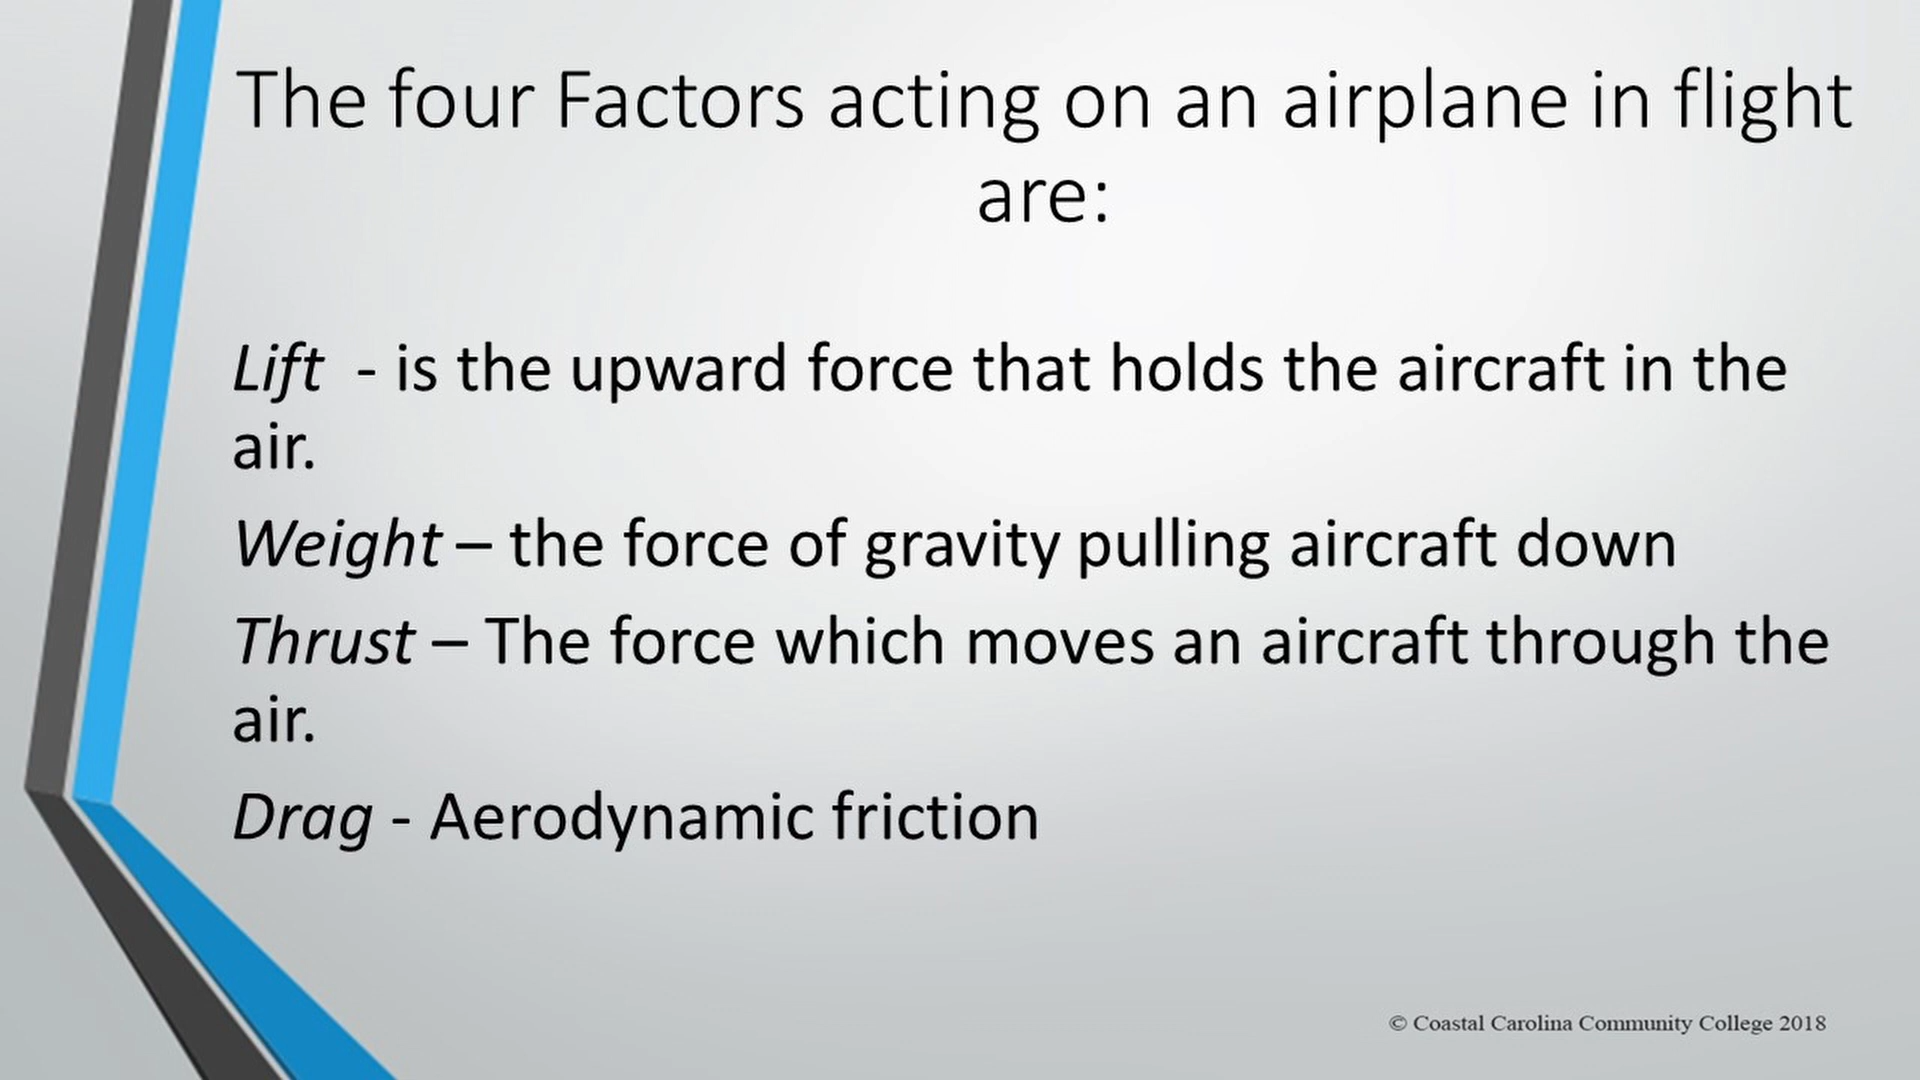 The four Factors acting on an airplane in flight
are:
Lift  - is the upward force that holds the aircraft in the
air.
Weight – the force of gravity pulling aircraft down
Thrust – The force which moves an aircraft through the
air.
Drag - Aerodynamic friction
© Coastal Carolina Community College 2018